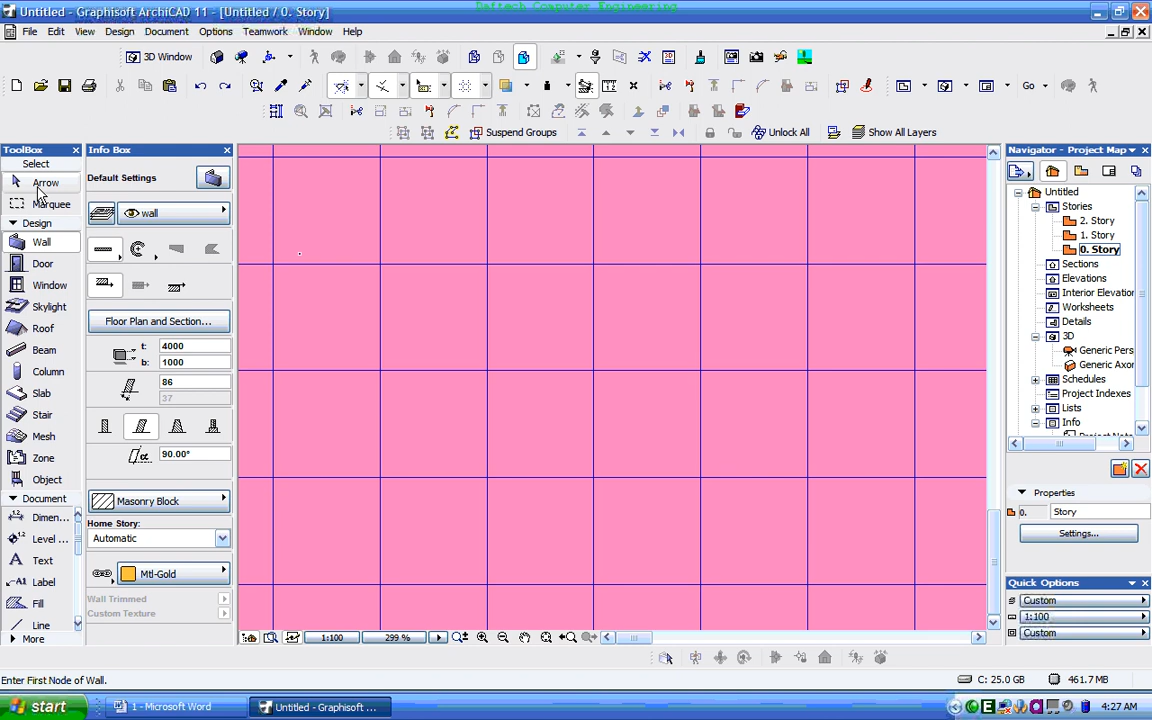 Daftech Computer Engineering
Untitled - Graphisoft ArchiCAD 11 - [Untitled / 0. Story]
File Edit View Design Document Options Teamwork Window Help
3D Window
Go
Suspend Groups Unlock All Show All Layers
ToolBox
Select
Arrow
Marquee
Design
Wall
Door
Window
Skylight
Roof
Beam
Column
Slab
Stair
Mesh
Zone
Object
Document
Dimen...
Level ...
Text
Label
Fill
Line
More
Info Box
Default Settings
wall
Floor Plan and Section...
t: 4000
b: 1000
86
37
90.00°
Masonry Block
Home Story:
Automatic
Mtl-Gold
Wall Trimmed
Custom Texture
1:100 299 %
Navigator - Project Map
Untitled
Stories
2. Story
1. Story
0. Story
Sections
Elevations
Interior Elevation
Worksheets
Details
3D
Generic Pers
Generic Axor
Schedules
Project Indexes
Lists
Info
Properties
0. Story
Settings...
Quick Options
Custom
1:100
Custom
Enter First Node of Wall.
C: 25.0 GB 461.7 MB
start 1 - Microsoft Word Untitled - Graphisoft ... 4:27 AM